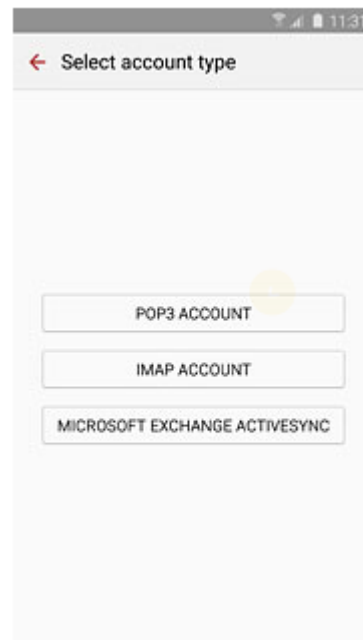 11:31
Select account type
POP3 ACCOUNT
IMAP ACCOUNT
MICROSOFT EXCHANGE ACTIVESYNC